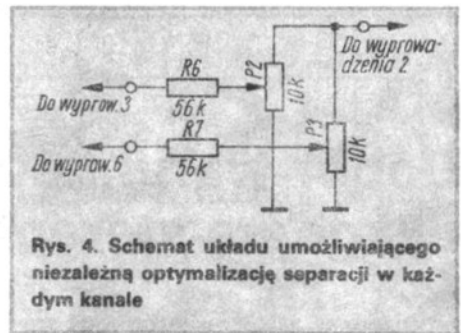 Do wyprowa-
dzenia 2
R6
P2
10k
Do wyprow.3
56k
R7
P3
10k
Do wyprow.6
56k
Rys. 4. Schemat układu umożliwiającego
niezależną optymalizację separacji w każ-
dym kanale